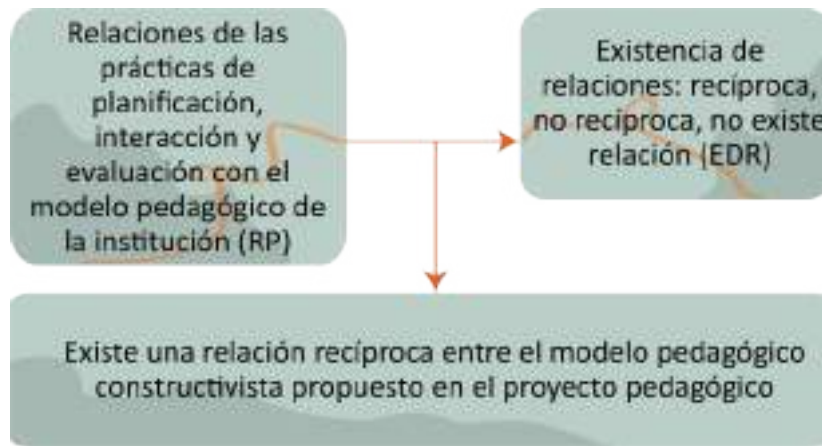 Relaciones de las
prácticas de
planificación,
interacción y
evaluación con el
modelo pedagógico de
la institución (RP)
Existencia de
relaciones: recíproca,
no recíproca, no existe
relación (EDR)
Existe una relación recíproca entre el modelo pedagógico
constructivista propuesto en el proyecto pedagógico